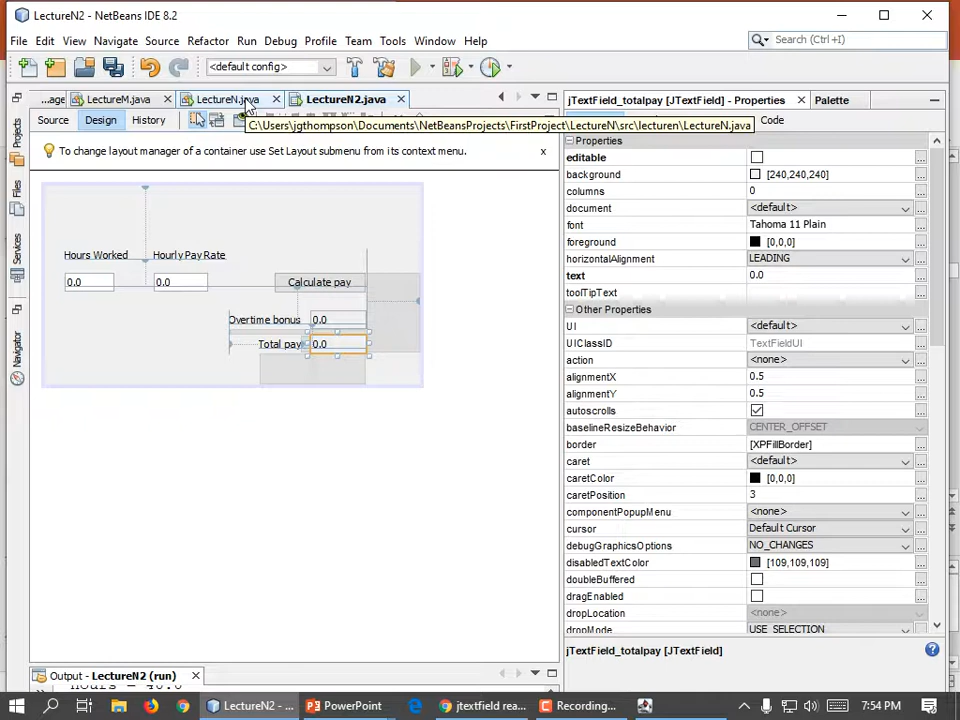 LectureN2 - NetBeans IDE 8.2
File Edit View Navigate Source Refactor Run Debug Profile Team Tools Window Help
Search (Ctrl+I)
<default config>
...age LectureM.java LectureN.java LectureN2.java
jTextField_totalpay [JTextField] - Properties Palette
Source Design History
Code
C:\Users\jgthompson\Documents\NetBeansProjects\FirstProject\LectureN\src\lecturen\LectureN.java
To change layout manager of a container use Set Layout submenu from its context menu. x
Projects
Files
Services
Navigator
Hours Worked Hourly Pay Rate
0.0 0.0 Calculate pay
Overtime bonus 0.0
Total pay 0.0
Properties
editable
background [240,240,240]
columns 0
document <default>
font Tahoma 11 Plain
foreground [0,0,0]
horizontalAlignment LEADING
text 0.0
toolTipText
Other Properties
UI <default>
UIClassID TextFieldUI
action <none>
alignmentX 0.5
alignmentY 0.5
autoscrolls
baselineResizeBehavior CENTER_OFFSET
border [XPFillBorder]
caret <default>
caretColor [0,0,0]
caretPosition 3
componentPopupMenu <none>
cursor Default Cursor
debugGraphicsOptions NO_CHANGES
disabledTextColor [109,109,109]
doubleBuffered
dragEnabled
dropLocation <none>
dropMode USE_SELECTION
jTextField_totalpay [JTextField]
Output - LectureN2 (run)
Hours = 40.0
LectureN2 - ... PowerPoint jtextfield rea... Recording... 7:54 PM